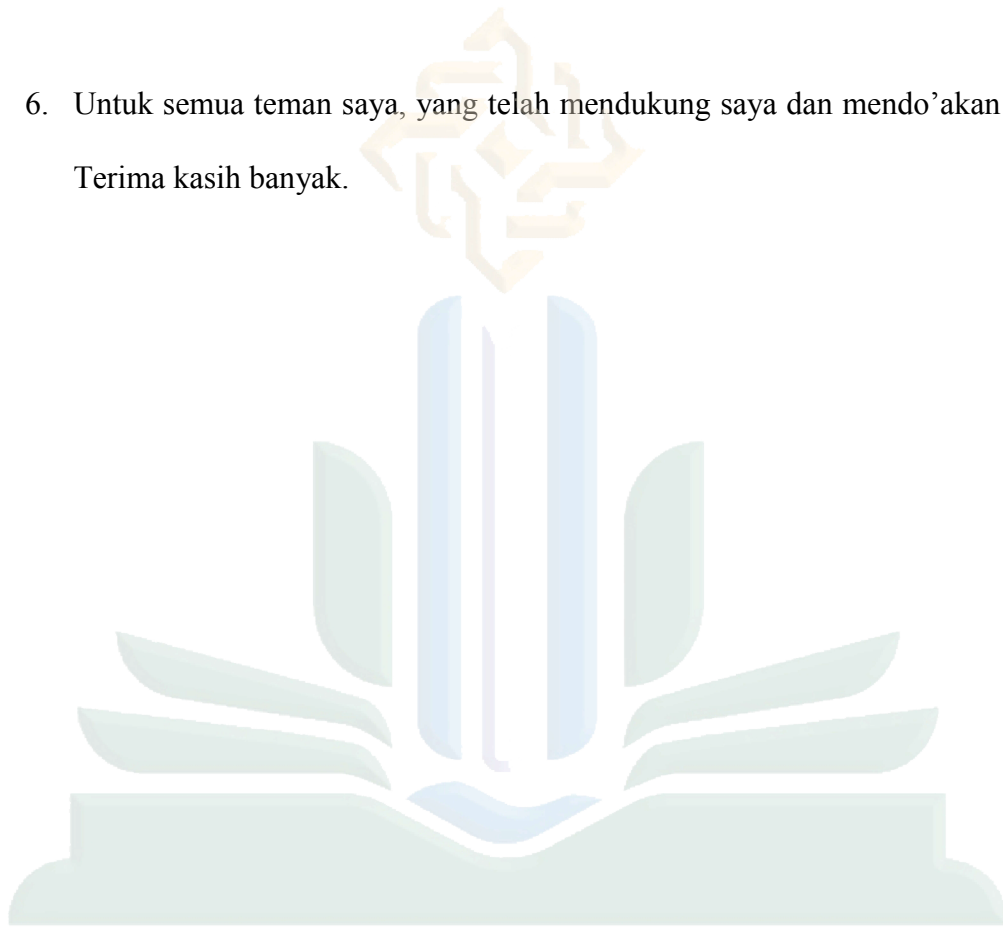 6. Untuk semua teman saya, yang telah mendukung saya dan mendo’akan
Terima kasih banyak.